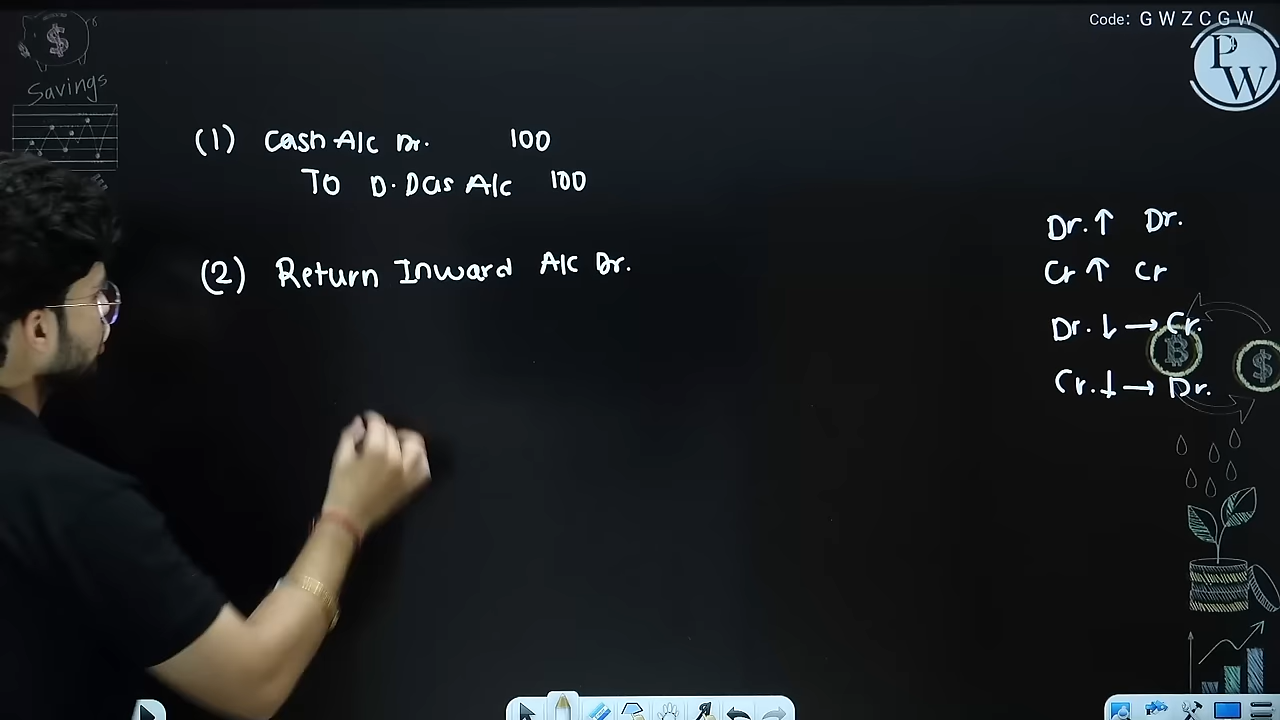 Code: G W Z C G W
PW
Savings
(1) Cash A/c Dr. 100
To D. Das A/c 100
(2) Return Inward A/c Dr.
Dr. ↑ Dr.
Cr ↑ Cr
Dr. ↓ → Cr.
Cr. ↓ → Dr.